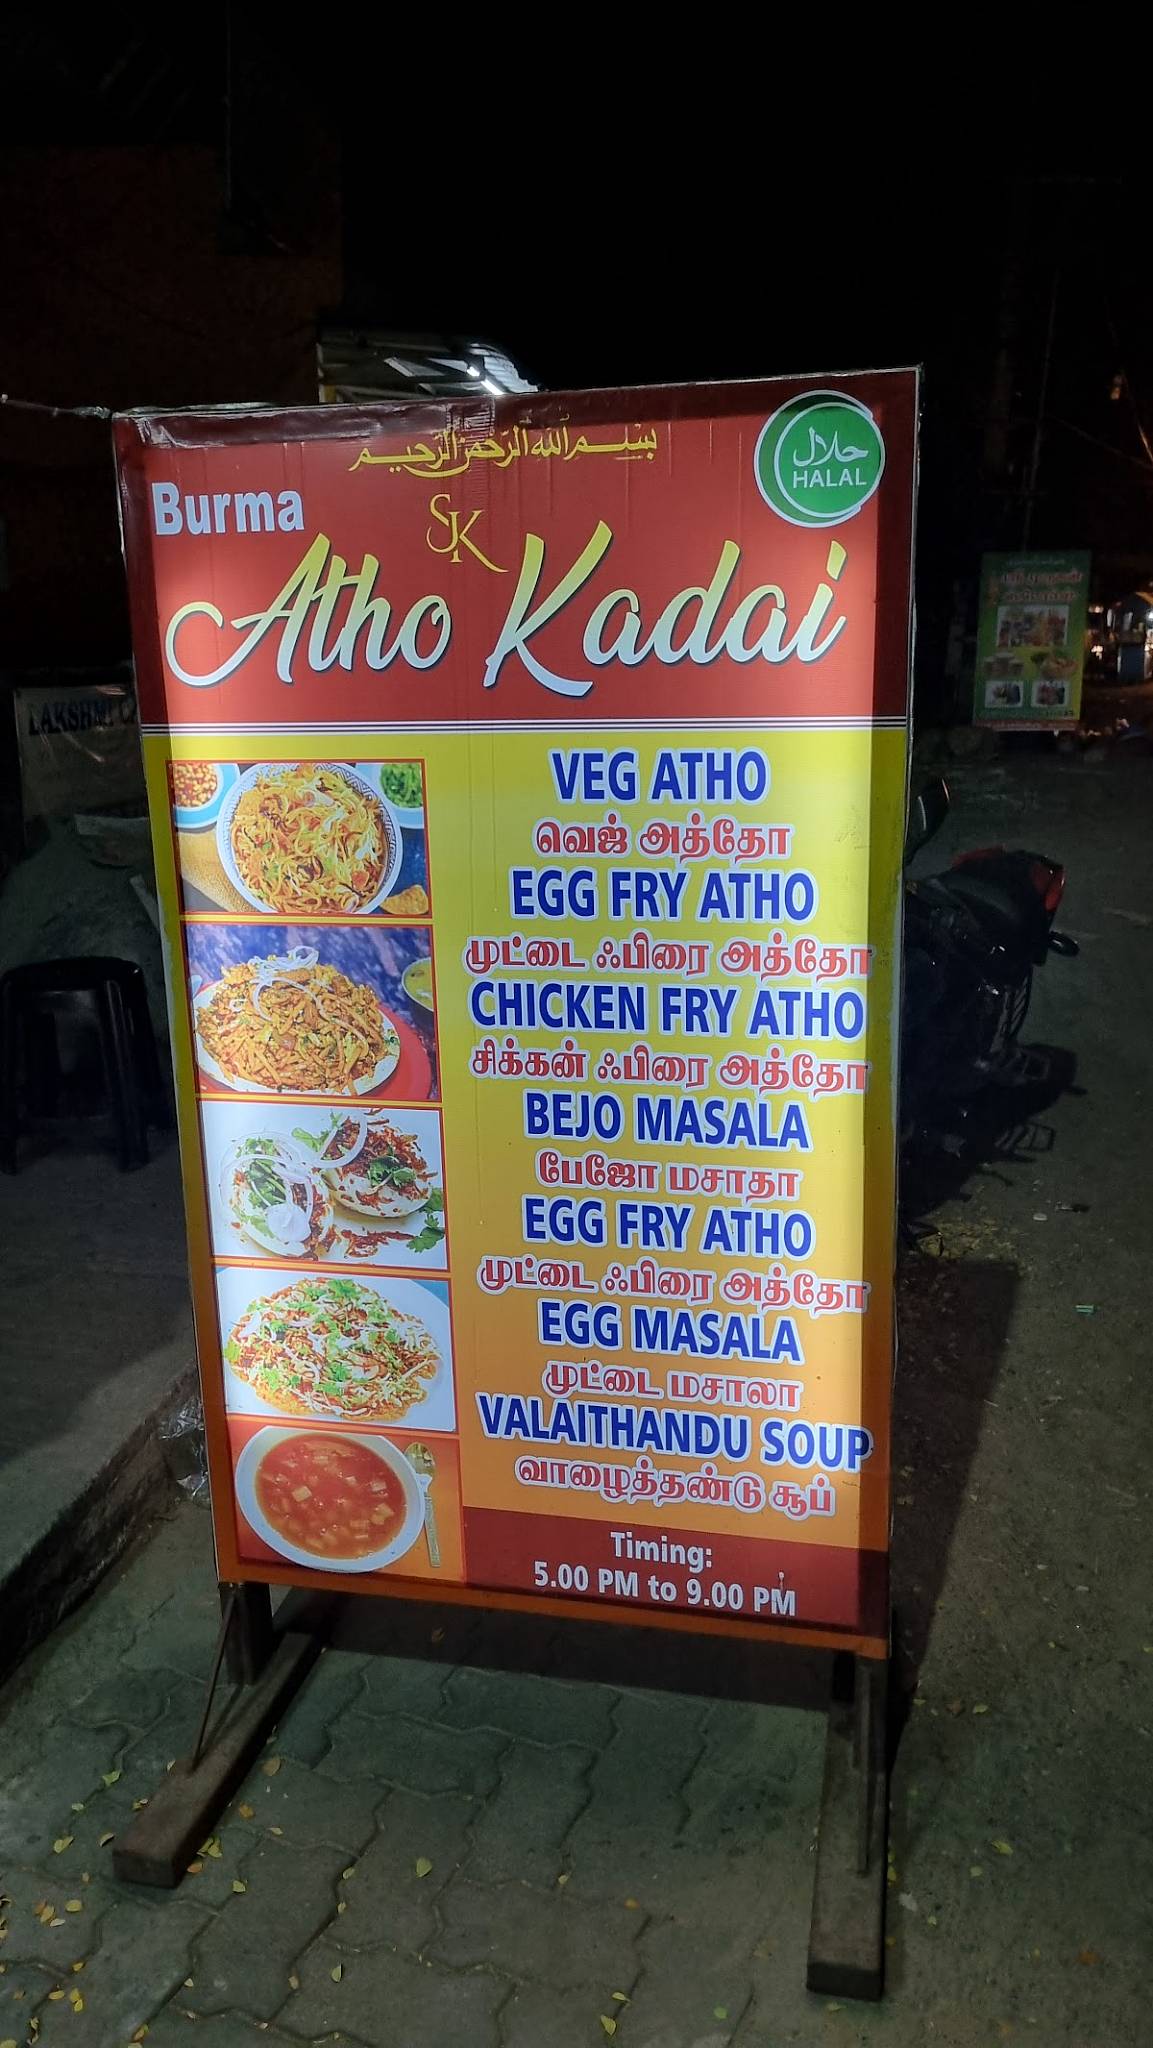 بسم الله الرحمن الرحيم
حلال
HALAL
SK
Burma
Atho Kadai
VEG ATHO
வெஜ் அத்தோ
EGG FRY ATHO
முட்டை ஃபிரை அத்தோ
CHICKEN FRY ATHO
சிக்கன் ஃபிரை அத்தோ
BEJO MASALA
பேஜோ மசாதா
EGG FRY ATHO
முட்டை ஃபிரை அத்தோ
EGG MASALA
முட்டை மசாலா
VALAITHANDU SOUP
வாழைத்தண்டு சூப்
Timing:
5.00 PM to 9.00 PM
LAKSHMI